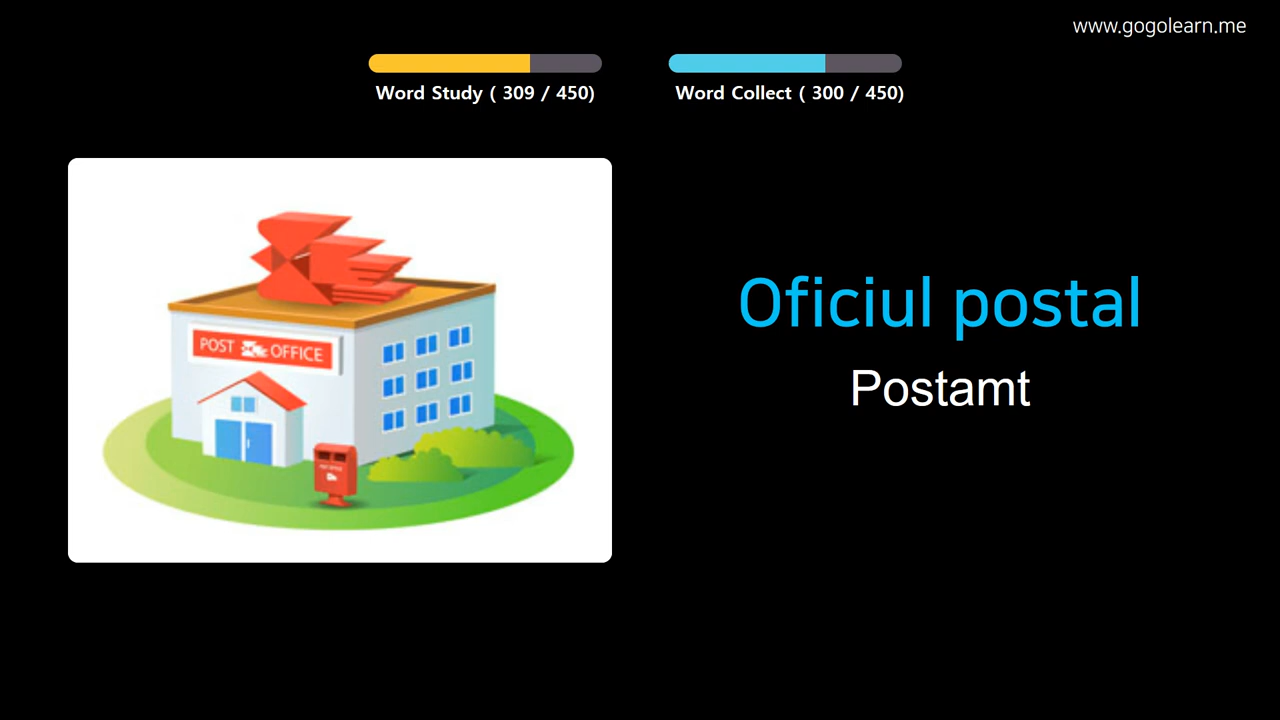 www.gogolearn.me
Word Study ( 309 / 450)
Word Collect ( 300 / 450)
POST OFFICE
Oficiul postal
Postamt